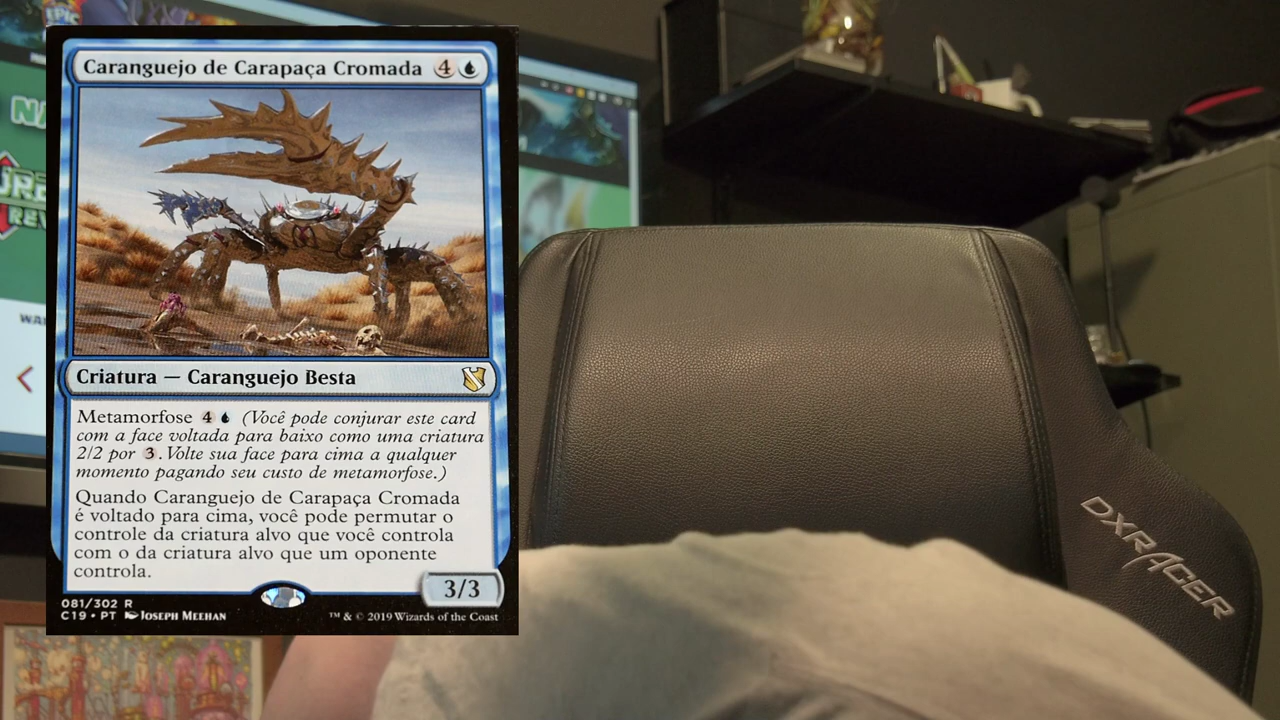 Caranguejo de Carapaça Cromada 4
Criatura — Caranguejo Besta
Metamorfose 4 (Você pode conjurar este card
com a face voltada para baixo como uma criatura
2/2 por 3. Volte sua face para cima a qualquer
momento pagando seu custo de metamorfose.)
Quando Caranguejo de Carapaça Cromada
é voltado para cima, você pode permutar o
controle da criatura alvo que você controla
com o da criatura alvo que um oponente
controla.
3/3
081/302 R
C19 • PT Joseph Meehan
™ & © 2019 Wizards of the Coast
DXRACER